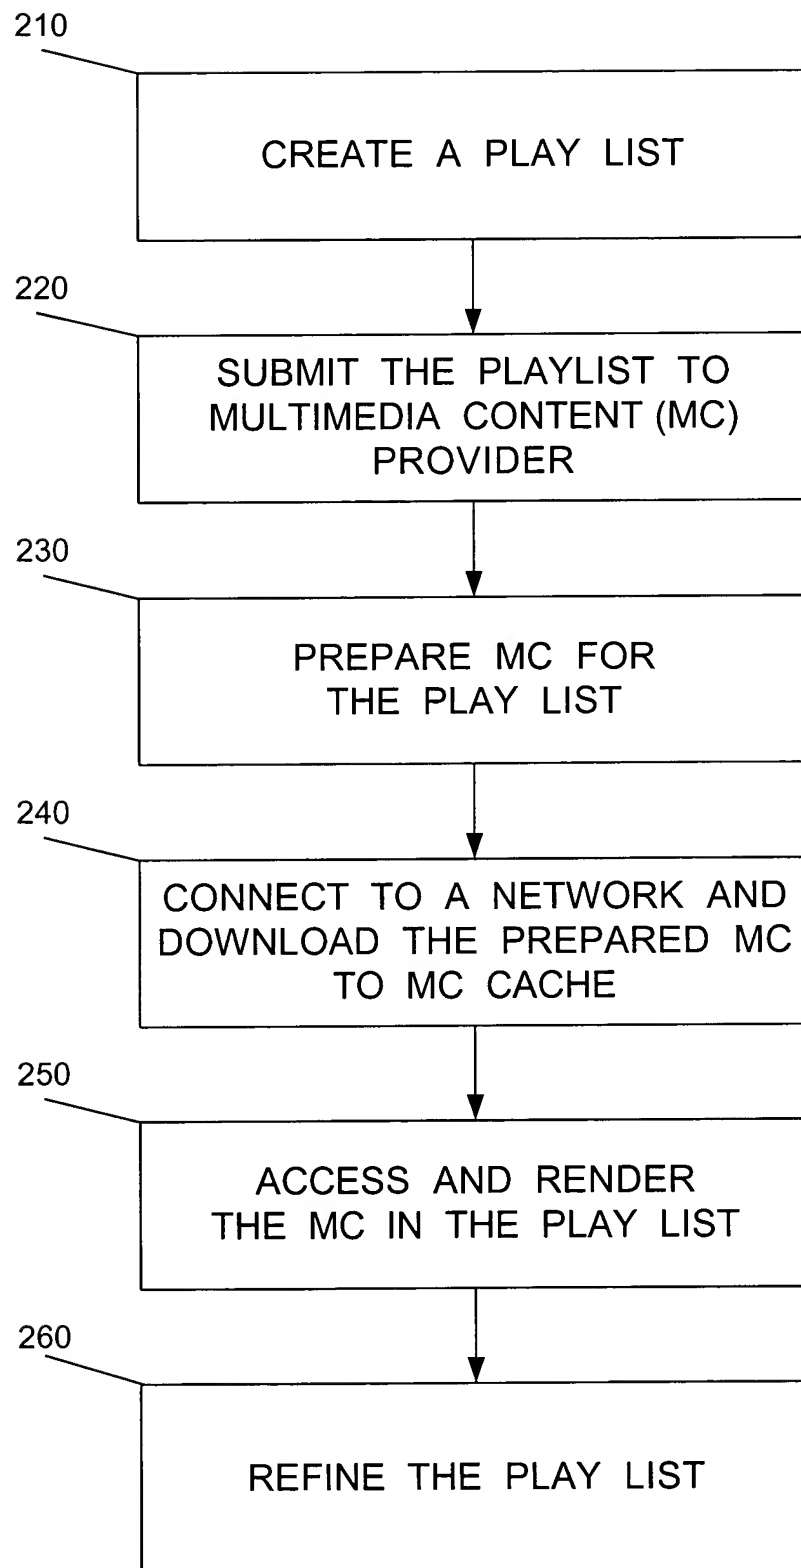 210
CREATE A PLAY LIST
220
SUBMIT THE PLAYLIST TO
MULTIMEDIA CONTENT (MC)
PROVIDER
230
PREPARE MC FOR
THE PLAY LIST
240
CONNECT TO A NETWORK AND
DOWNLOAD THE PREPARED MC
TO MC CACHE
250
ACCESS AND RENDER
THE MC IN THE PLAY LIST
260
REFINE THE PLAY LIST